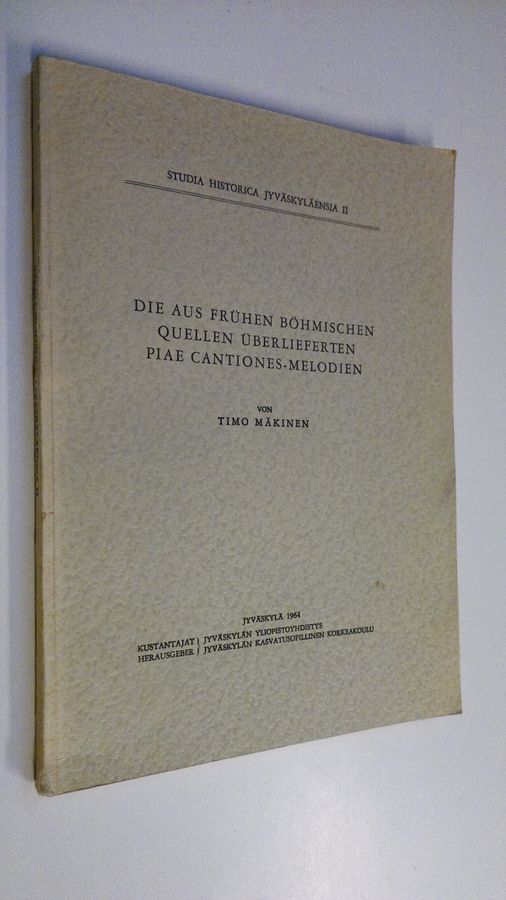 STUDIA HISTORICA JYVÄSKYLÄENSIA II
DIE AUS FRÜHEN BÖHMISCHEN
QUELLEN ÜBERLIEFERTEN
PIAE CANTIONES-MELODIEN
VON
TIMO MÄKINEN
JYVÄSKYLÄ 1964
KUSTANTAJAT } JYVÄSKYLÄN YLIOPISTOYHDISTYS
HERAUSGEBER } JYVÄSKYLÄN KASVATUSOPILLINEN KORKEAKOULU